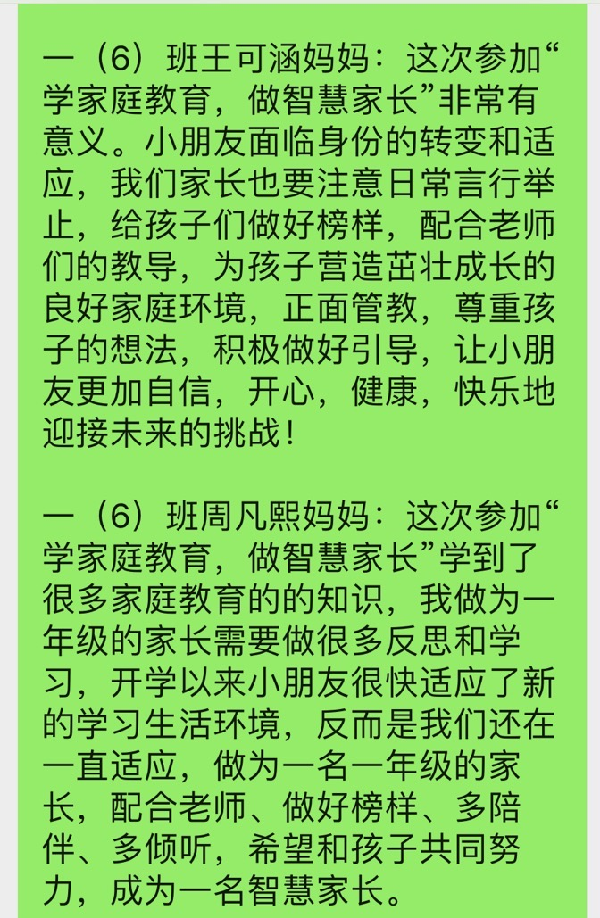 一（6）班王可涵妈妈：这次参加“
学家庭教育，做智慧家长”非常有
意义。小朋友面临身份的转变和适
应，我们家长也要注意日常言行举
止，给孩子们做好榜样，配合老师
们的教导，为孩子营造茁壮成长的
良好家庭环境，正面管教，尊重孩
子的想法，积极做好引导，让小朋
友更加自信，开心，健康，快乐地
迎接未来的挑战！
一（6）班周凡熙妈妈：这次参加“
学家庭教育，做智慧家长”学到了
很多家庭教育的的知识，我做为一
年级的家长需要做很多反思和学
习，开学以来小朋友很快适应了新
的学习生活环境，反而是我们还在
一直适应，做为一名一年级的家
长，配合老师、做好榜样、多陪
伴、多倾听，希望和孩子共同努
力，成为一名智慧家长。